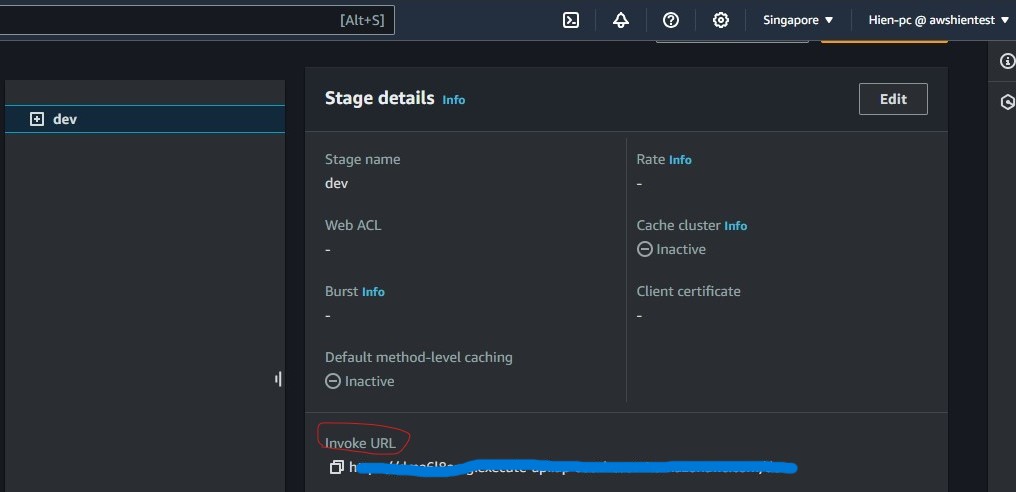 [Alt+S]
Singapore
Hien-pc @ awshientest
dev
Stage details Info
Edit
Stage name
dev
Rate Info
-
Web ACL
-
Cache cluster Info
Inactive
Burst Info
-
Client certificate
-
Default method-level caching
Inactive
Invoke URL